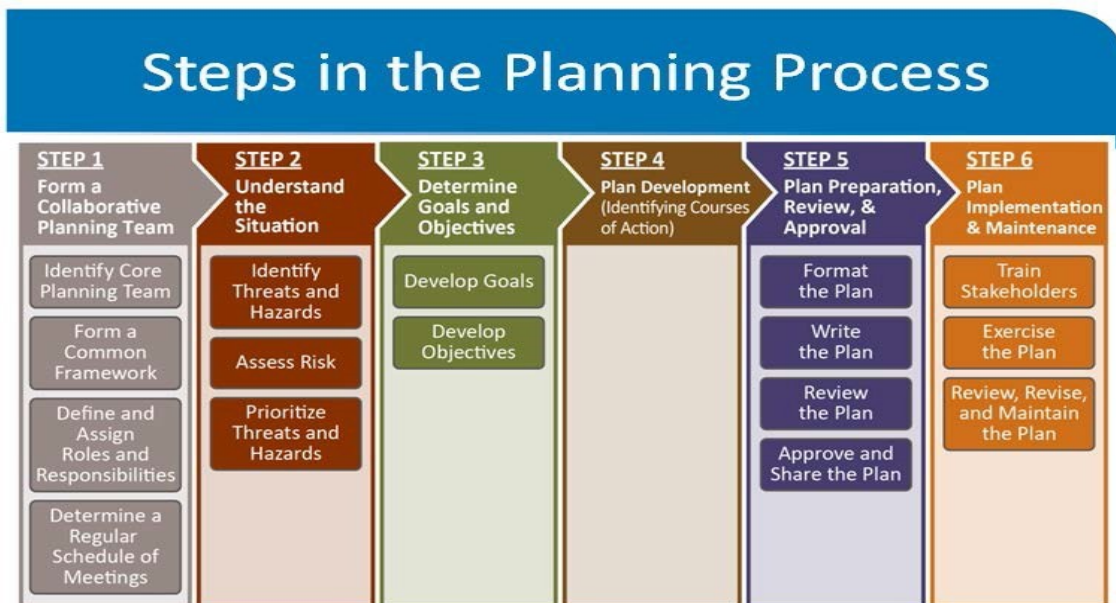 Steps in the Planning Process
STEP 1
Form a
Collaborative
Planning Team
Identify Core
Planning Team
Form a
Common
Framework
Define and
Assign
Roles and
Responsibilities
Determine a
Regular
Schedule of
Meetings
STEP 2
Understand
the
Situation
Identify
Threats and
Hazards
Assess Risk
Prioritize
Threats and
Hazards
STEP 3
Determine
Goals and
Objectives
Develop Goals
Develop
Objectives
STEP 4
Plan Development
(Identifying Courses
of Action)
STEP 5
Plan Preparation,
Review, &
Approval
Format
the Plan
Write
the Plan
Review
the Plan
Approve and
Share the Plan
STEP 6
Plan
Implementation
& Maintenance
Train
Stakeholders
Exercise
the Plan
Review, Revise,
and Maintain
the Plan